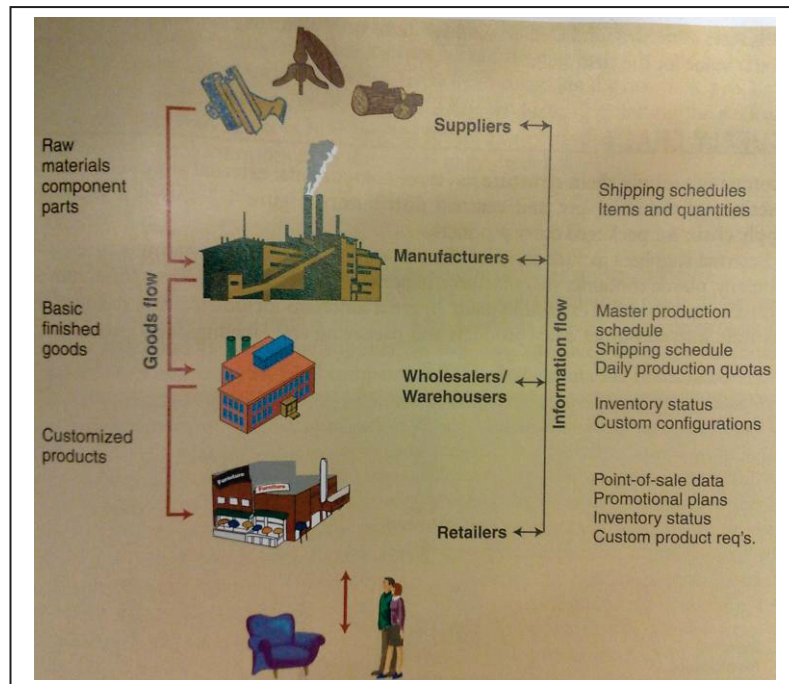 Suppliers
Raw
materials
component
parts
Shipping schedules
Items and quantities
Manufacturers
Goods flow
Basic
finished
goods
Information flow
Master production
schedule
Shipping schedule
Daily production quotas
Wholesalers/
Warehousers
Inventory status
Custom configurations
Customized
products
Furniture
Furniture
Point-of-sale data
Promotional plans
Inventory status
Custom product req's.
Retailers